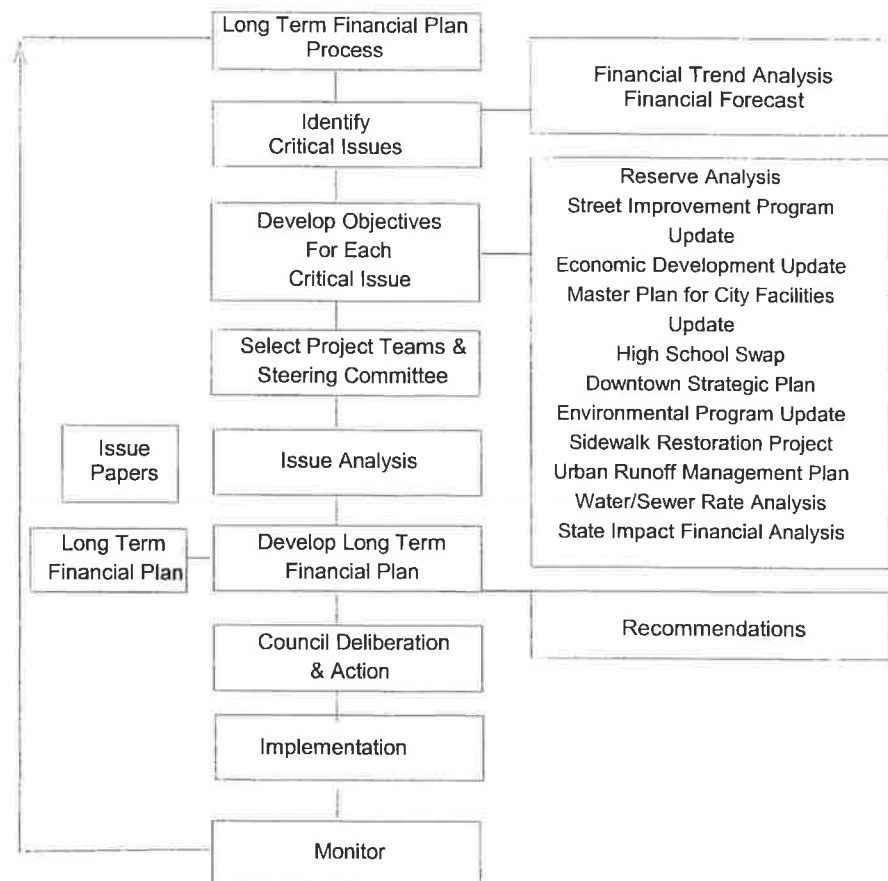 Long Term Financial Plan
Process
Financial Trend Analysis
Financial Forecast
Identify
Critical Issues
Reserve Analysis
Street Improvement Program
Update
Economic Development Update
Master Plan for City Facilities
Update
High School Swap
Downtown Strategic Plan
Environmental Program Update
Sidewalk Restoration Project
Urban Runoff Management Plan
Water/Sewer Rate Analysis
State Impact Financial Analysis
Develop Objectives
For Each
Critical Issue
Select Project Teams &
Steering Committee
Issue
Papers
Issue Analysis
Long Term
Financial Plan
Develop Long Term
Financial Plan
Recommendations
Council Deliberation
& Action
Implementation
Monitor